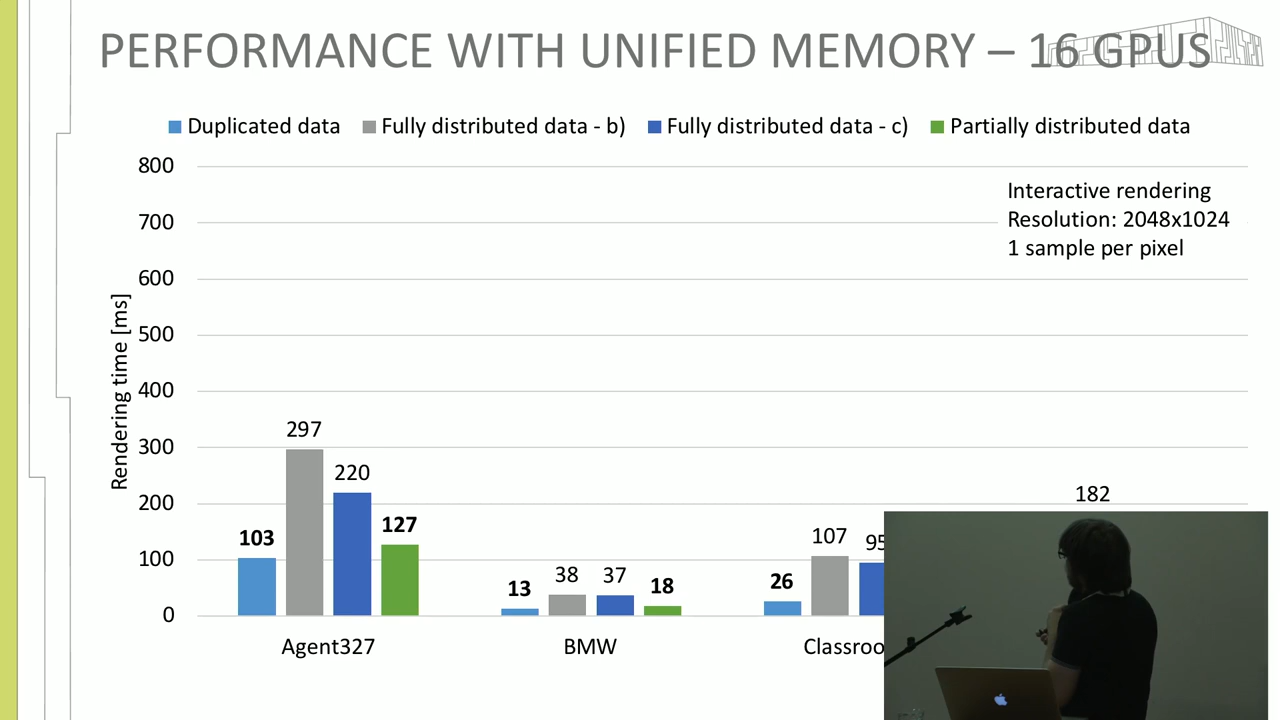 PERFORMANCE WITH UNIFIED MEMORY – 16 GPUS
Duplicated data Fully distributed data - b) Fully distributed data - c) Partially distributed data
Interactive rendering
Resolution: 2048x1024
1 sample per pixel
Rendering time [ms]
800
700
600
500
400
300
200
100
0
103
297
220
127
13
38
37
18
26
107
95
182
Agent327
BMW
Classroo